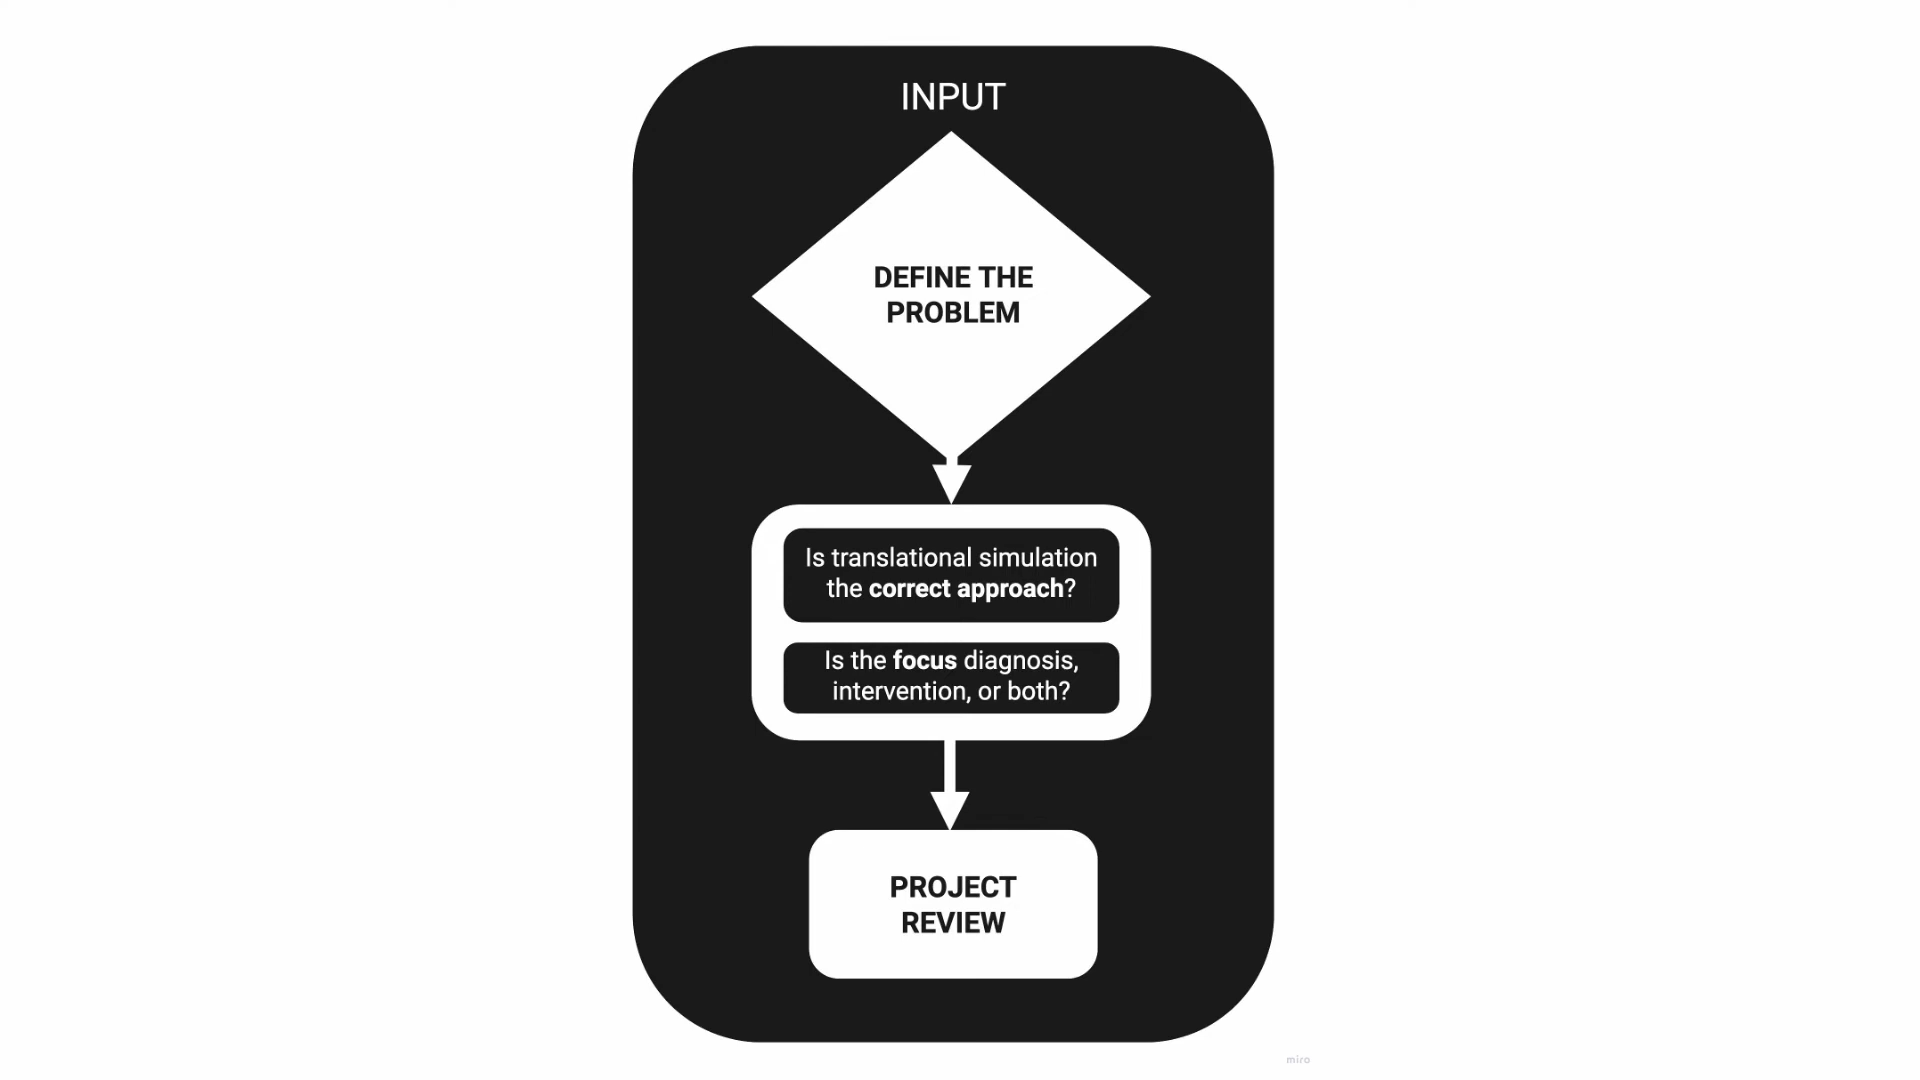 INPUT
DEFINE THE
PROBLEM
Is translational simulation
the correct approach?
Is the focus diagnosis,
intervention, or both?
PROJECT
REVIEW
miro